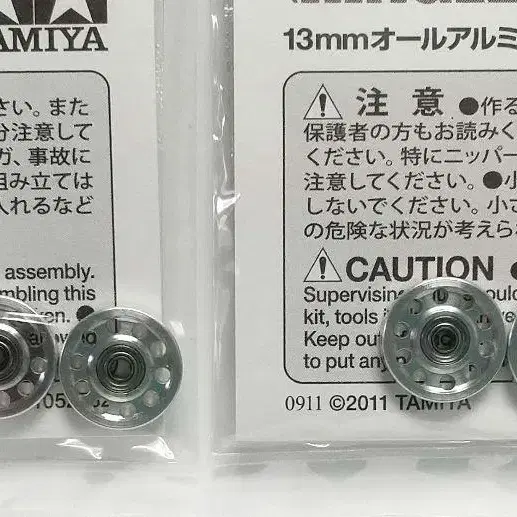 TAMIYA
さい。また
分注意して
ガ、事故に
組み立ては
入れるなど
assembly.
mbling this
13mmオールアルミ
注意 ●作る
保護者の方もお読みく
ください。特にニッパー
注意してください。●小
しないでください。小さ
の危険な状況が考えら
CAUTION
Supervising
kit, tools
Keep out
to put any
0911 ©2011 TAMIYA